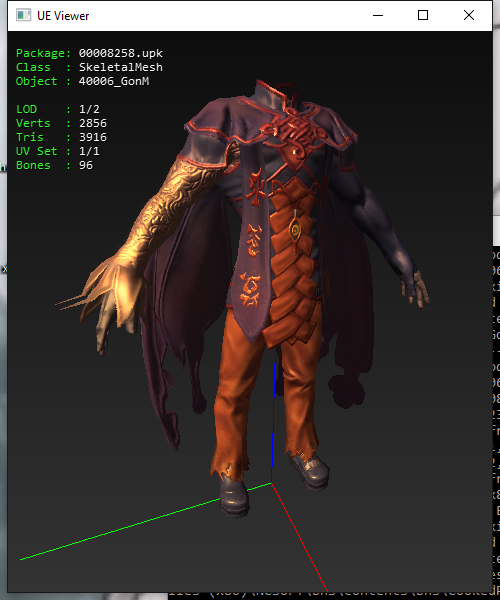 UE Viewer
Package: 00008258.upk
Class : SkeletalMesh
Object : 40006_GonM
LOD : 1/2
Verts : 2856
Tris : 3916
UV Set : 1/1
Bones : 96